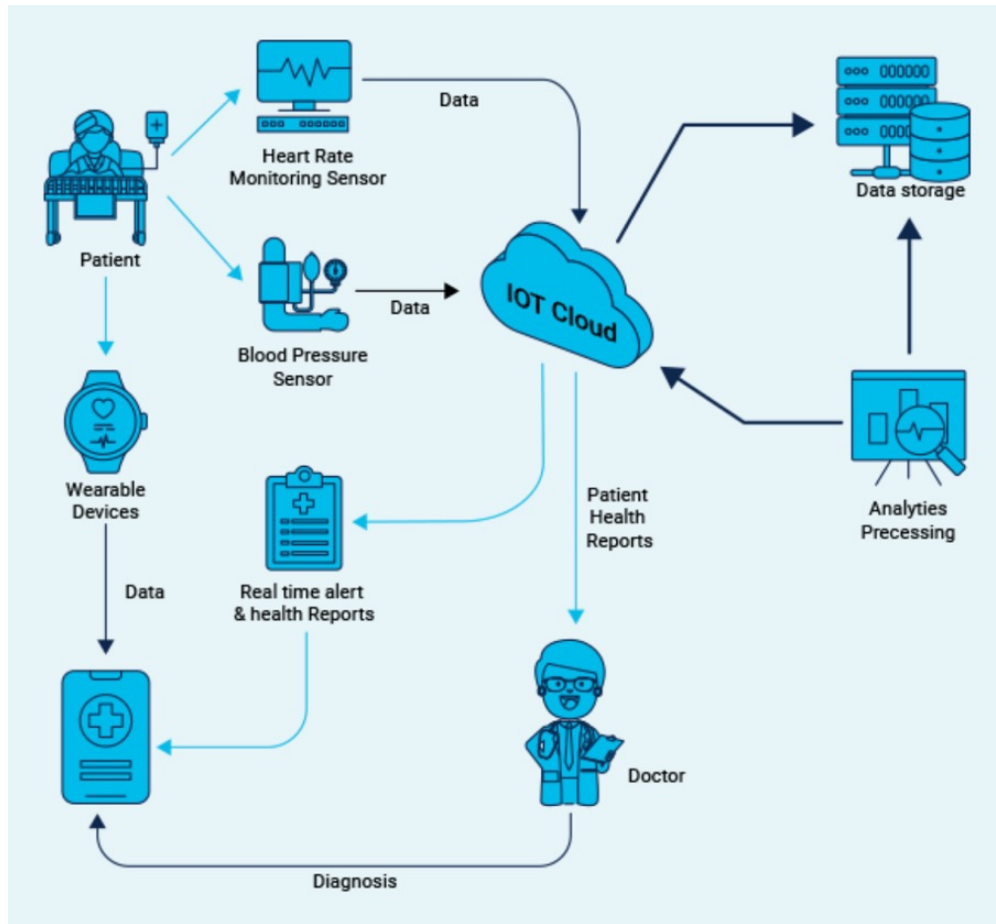 Data
Heart Rate
Monitoring Sensor
Data storage
Patient
IOT Cloud
Data
Blood Pressure
Sensor
Wearable
Devices
Patient
Health
Reports
Analyties
Precessing
Data
Real time alert
& health Reports
Doctor
Diagnosis